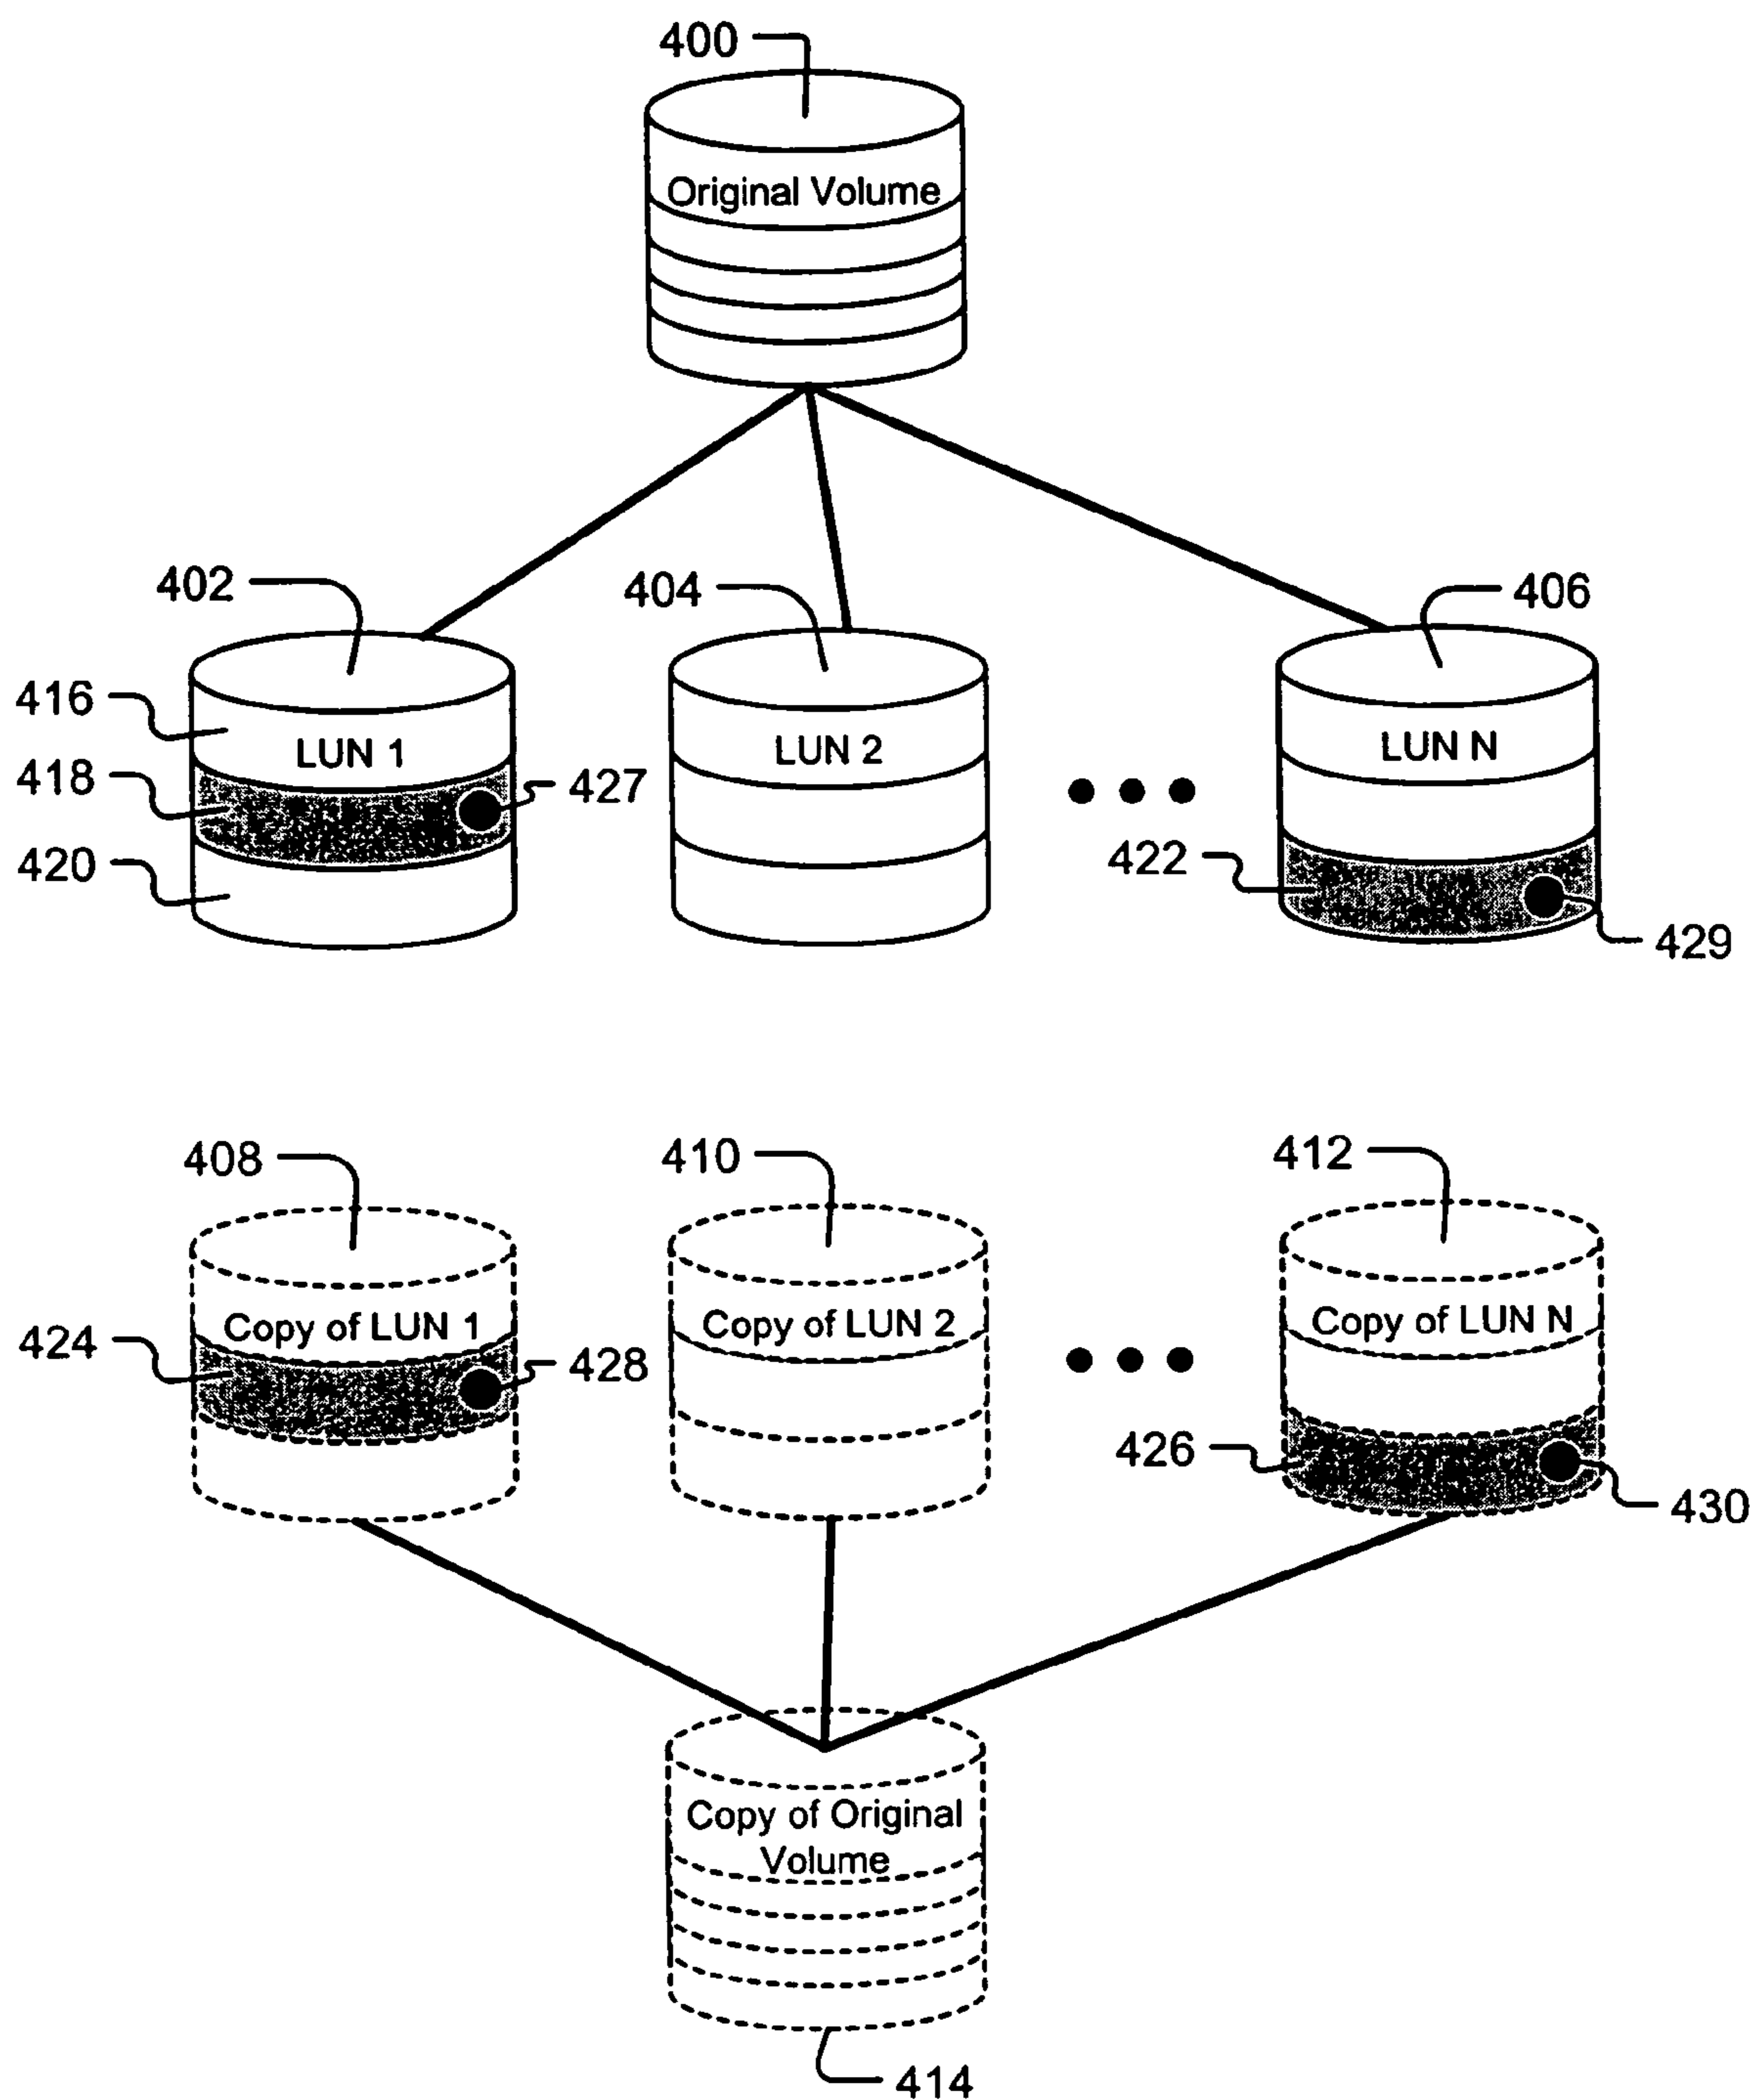 400
Original Volume
402
404
406
416
LUN 1
LUN 2
LUN N
418
427
420
422
429
408
410
412
Copy of LUN 1
Copy of LUN 2
Copy of LUN N
424
428
426
430
Copy of Original
Volume
414